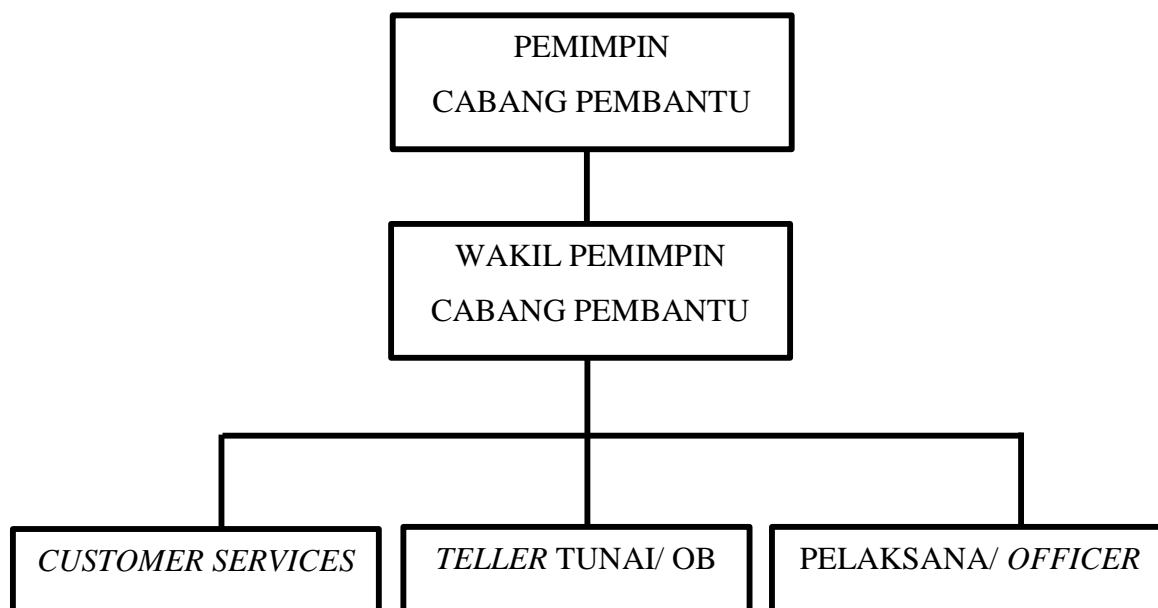 PEMIMPIN
CABANG PEMBANTU
WAKIL PEMIMPIN
CABANG PEMBANTU
CUSTOMER SERVICES
TELLER TUNAI/ OB
PELAKSANA/ OFFICER